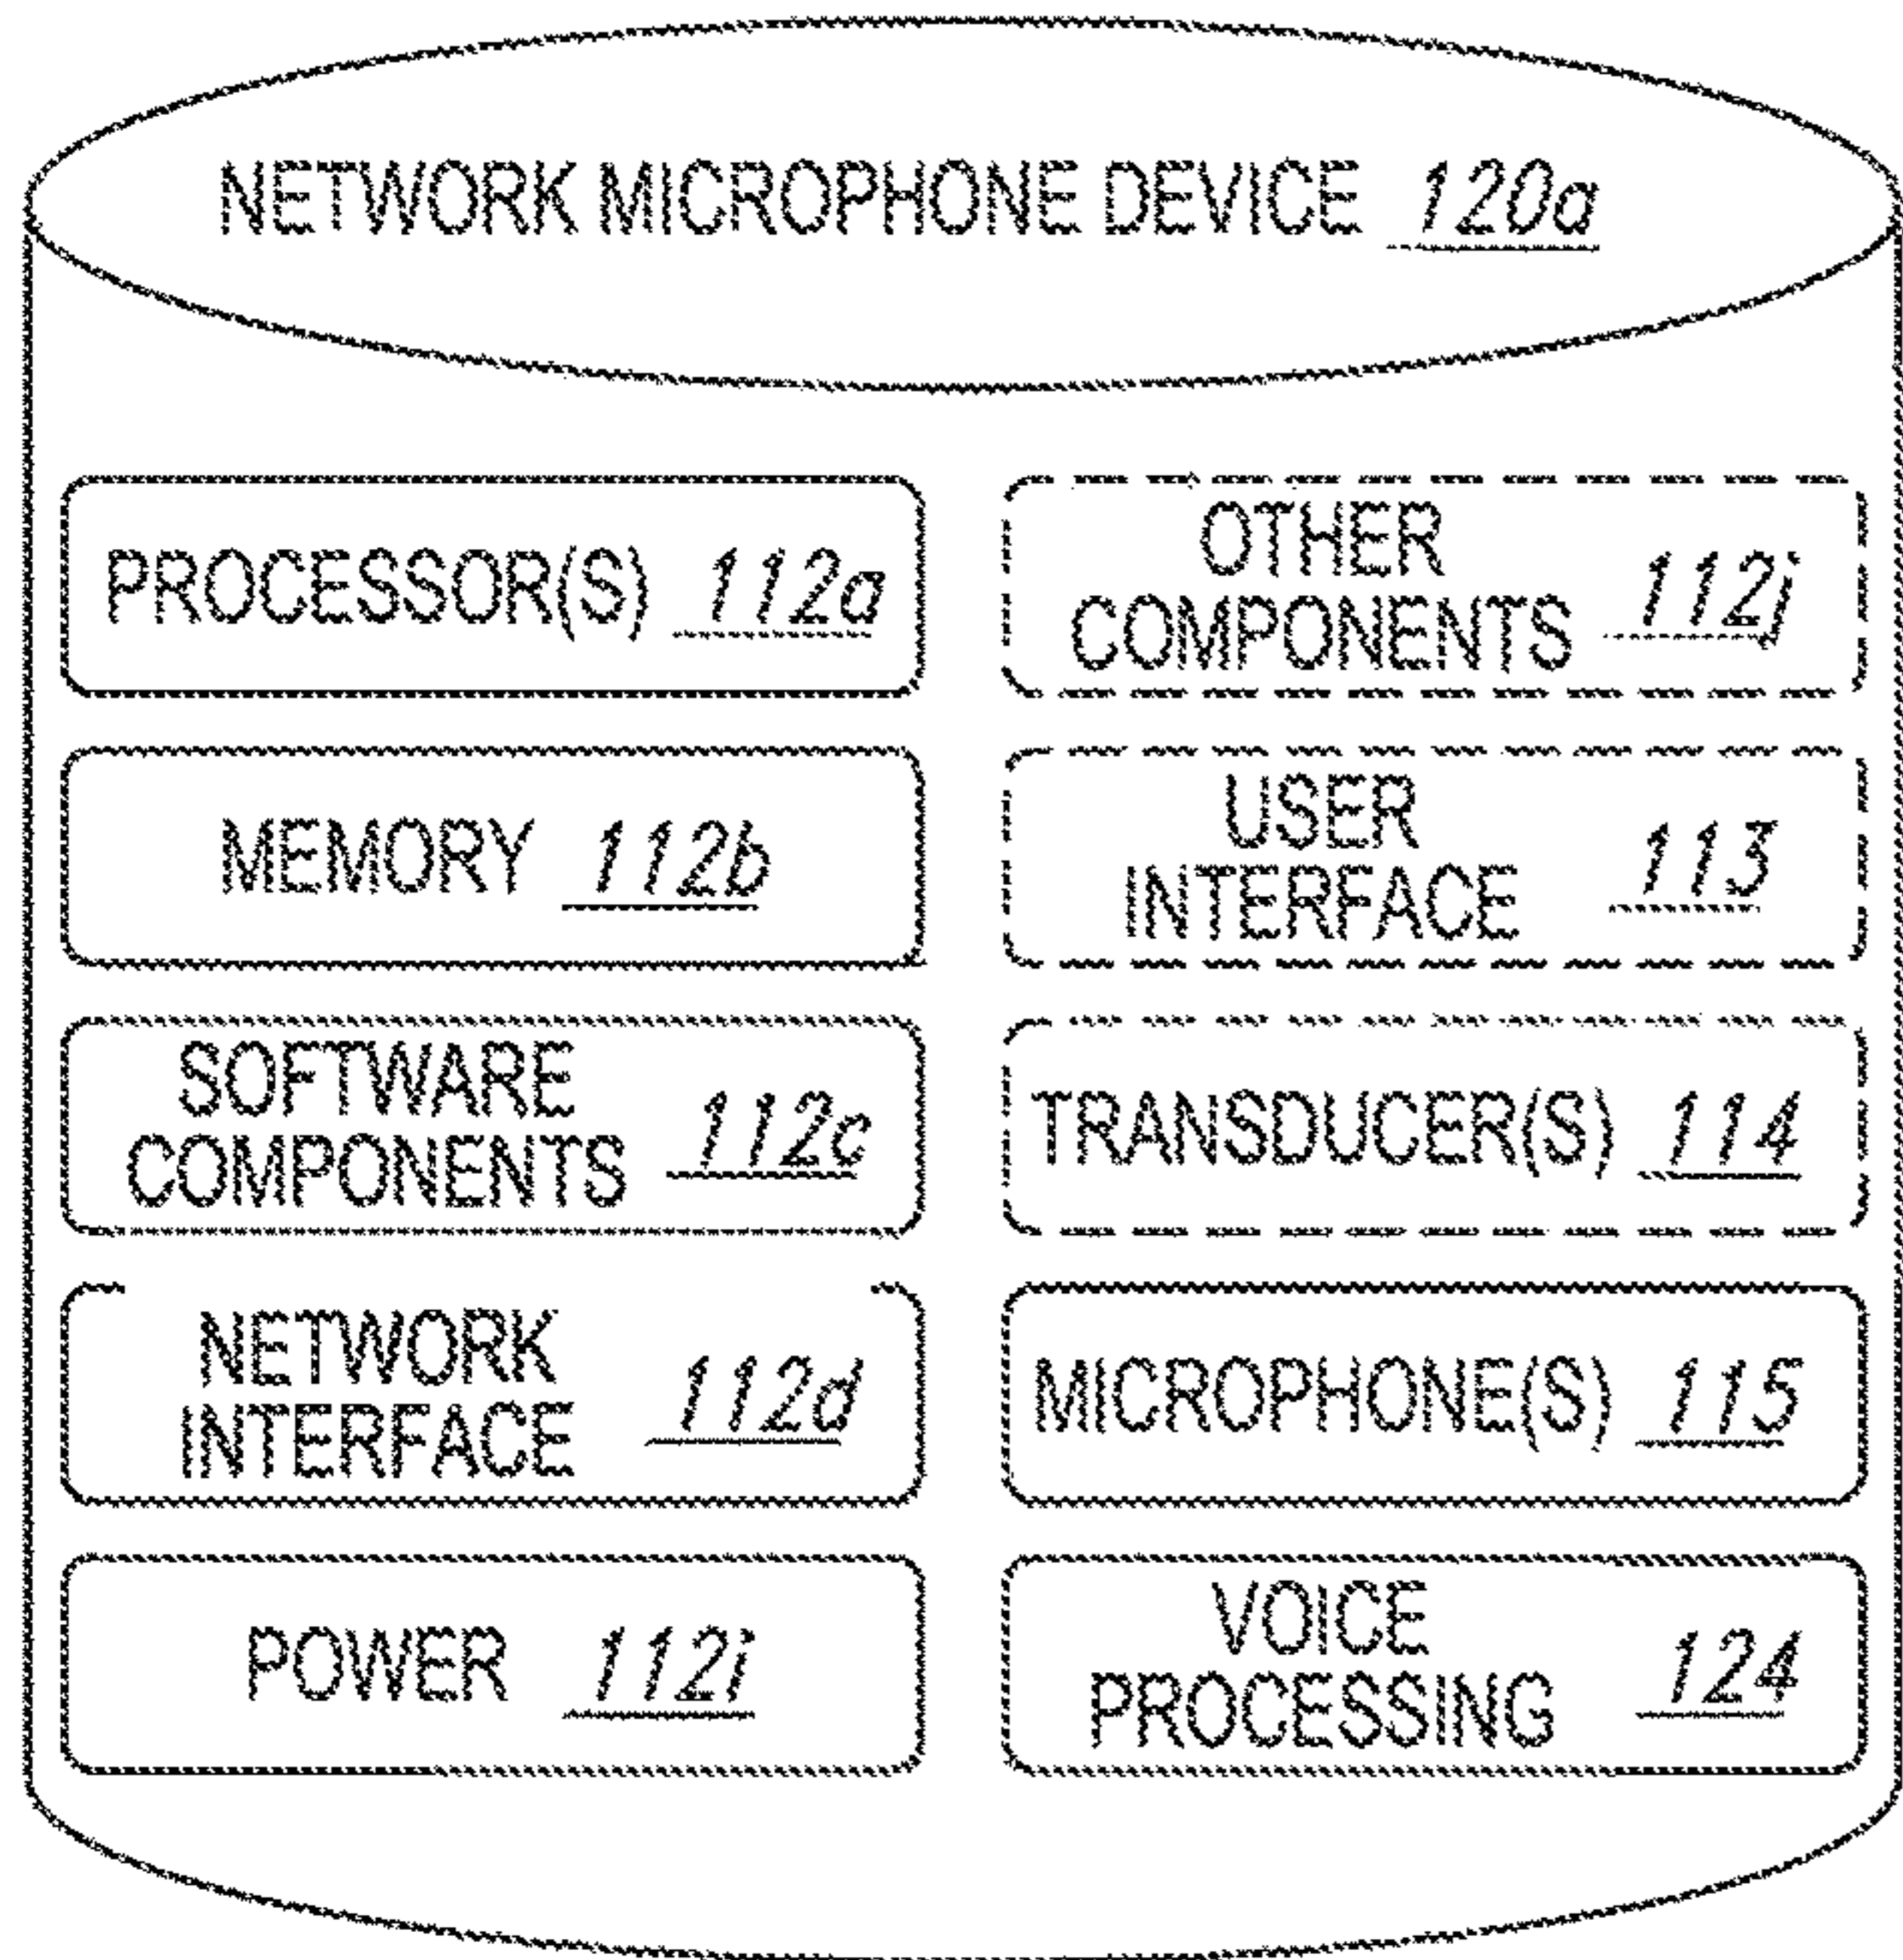 NETWORK MICROPHONE DEVICE 120a
PROCESSOR(S) 112a
MEMORY 112b
SOFTWARE
COMPONENTS 112c
NETWORK
INTERFACE 112d
POWER 112i
OTHER
COMPONENTS 112j
USER
INTERFACE 113
TRANSDUCER(S) 114
MICROPHONE(S) 115
VOICE
PROCESSING 124